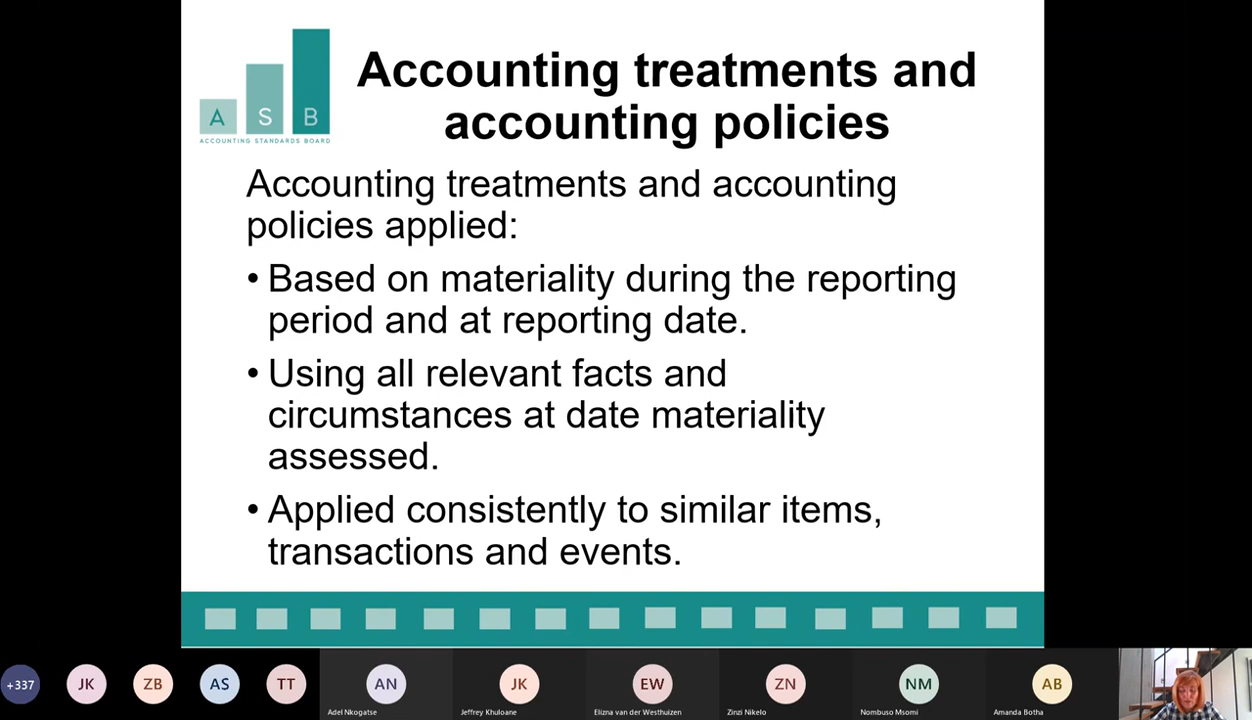 A S B
ACCOUNTING STANDARDS BOARD
Accounting treatments and
accounting policies
Accounting treatments and accounting
policies applied:
• Based on materiality during the reporting
period and at reporting date.
• Using all relevant facts and
circumstances at date materiality
assessed.
• Applied consistently to similar items,
transactions and events.
+337
JK
ZB
AS
TT
AN
JK
EW
ZN
NM
AB
Adel Nkogatse
Jeffrey Khuloane
Elizna van der Westhuizen
Zinzi Nikelo
Nombuso Msomi
Amanda Botha